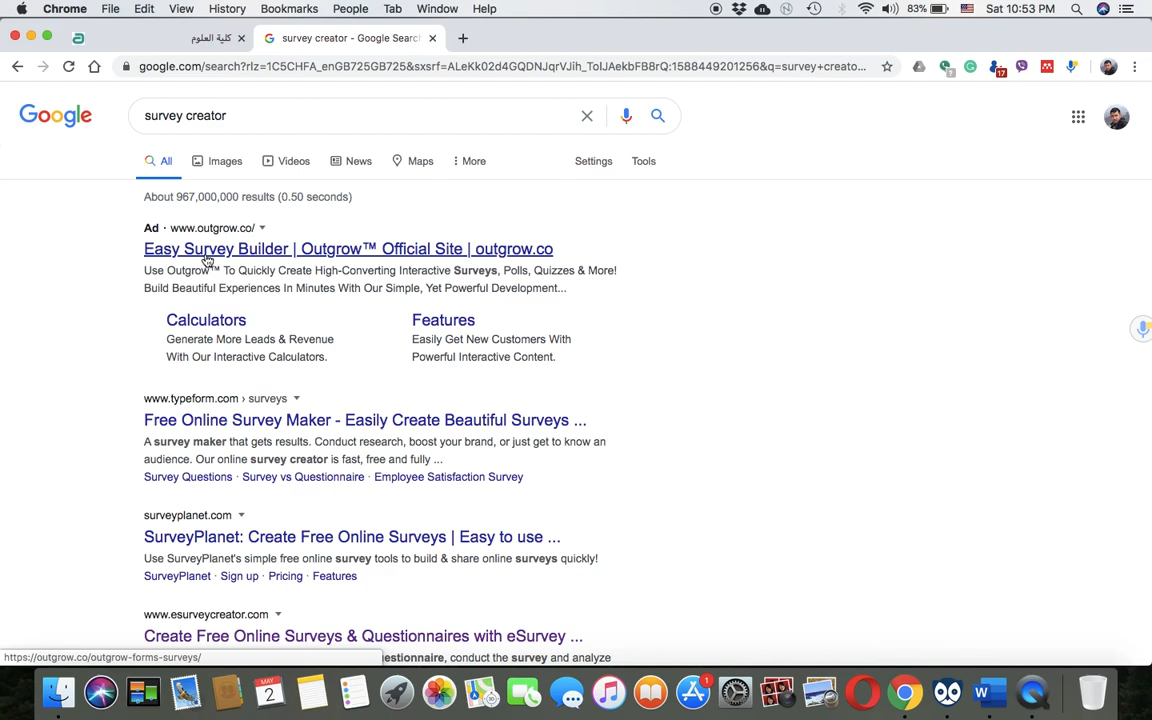 Chrome File Edit View History Bookmarks People Tab Window Help 83% Sat 10:53 PM
كلية العلوم
survey creator - Google Search
google.com/search?rlz=1C5CHFA_enGB725GB725&sxsrf=ALeKk02d4GQDNJqrVJih_ToIJAekbFB8rQ:1588449201256&q=survey+creato...
17
Google
survey creator
All Images Videos News Maps More Settings Tools
About 967,000,000 results (0.50 seconds)
Ad · www.outgrow.co/
Easy Survey Builder | Outgrow™ Official Site | outgrow.co
Use Outgrow™ To Quickly Create High-Converting Interactive Surveys, Polls, Quizzes & More!
Build Beautiful Experiences In Minutes With Our Simple, Yet Powerful Development...
Calculators Features
Generate More Leads & Revenue Easily Get New Customers With
With Our Interactive Calculators. Powerful Interactive Content.
www.typeform.com › surveys
Free Online Survey Maker - Easily Create Beautiful Surveys ...
A survey maker that gets results. Conduct research, boost your brand, or just get to know an
audience. Our online survey creator is fast, free and fully ...
Survey Questions · Survey vs Questionnaire · Employee Satisfaction Survey
surveyplanet.com
SurveyPlanet: Create Free Online Surveys | Easy to use ...
Use SurveyPlanet's simple free online survey tools to build & share online surveys quickly!
SurveyPlanet · Sign up · Pricing · Features
www.esurveycreator.com
Create Free Online Surveys & Questionnaires with eSurvey ...
https://outgrow.co/outgrow-forms-surveys/
estionnaire, conduct the survey and analyze
MAY
2
1